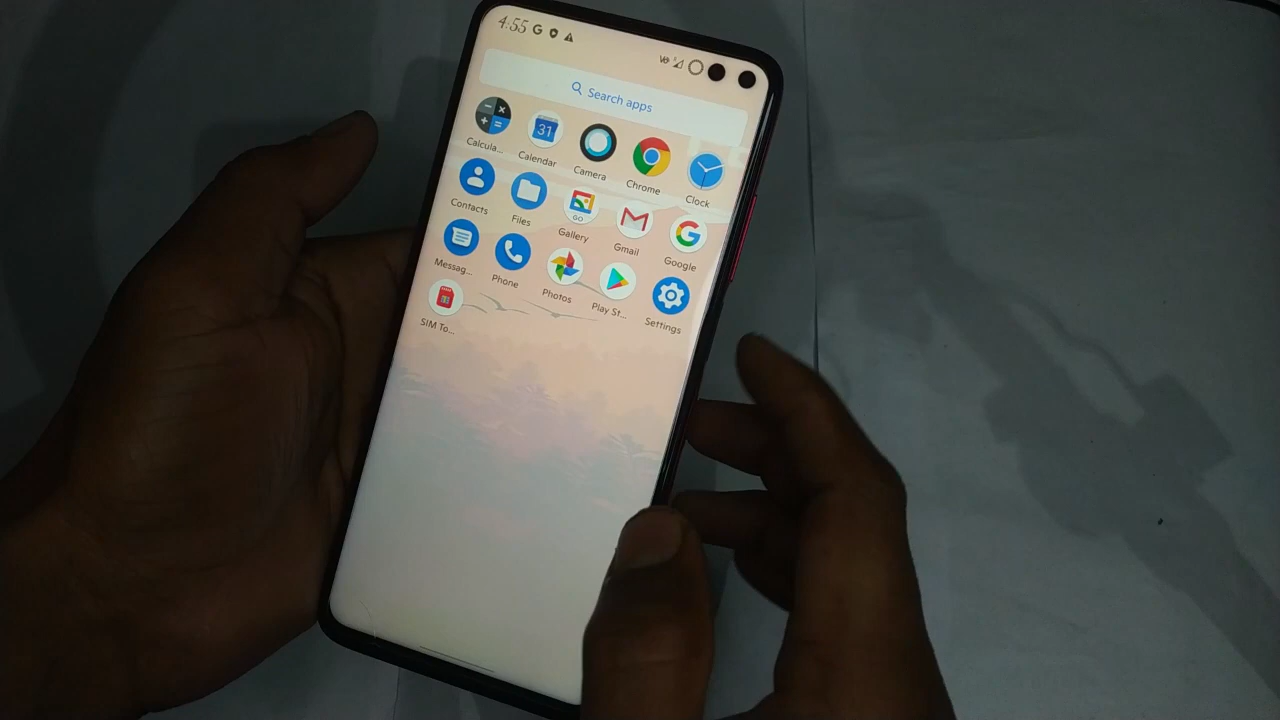 4:55 G
Search apps
Calcula... Calendar Camera Chrome Clock
Contacts Files Gallery Gmail Google
Messag... Phone Photos Play St... Settings
SIM To...
31
GO